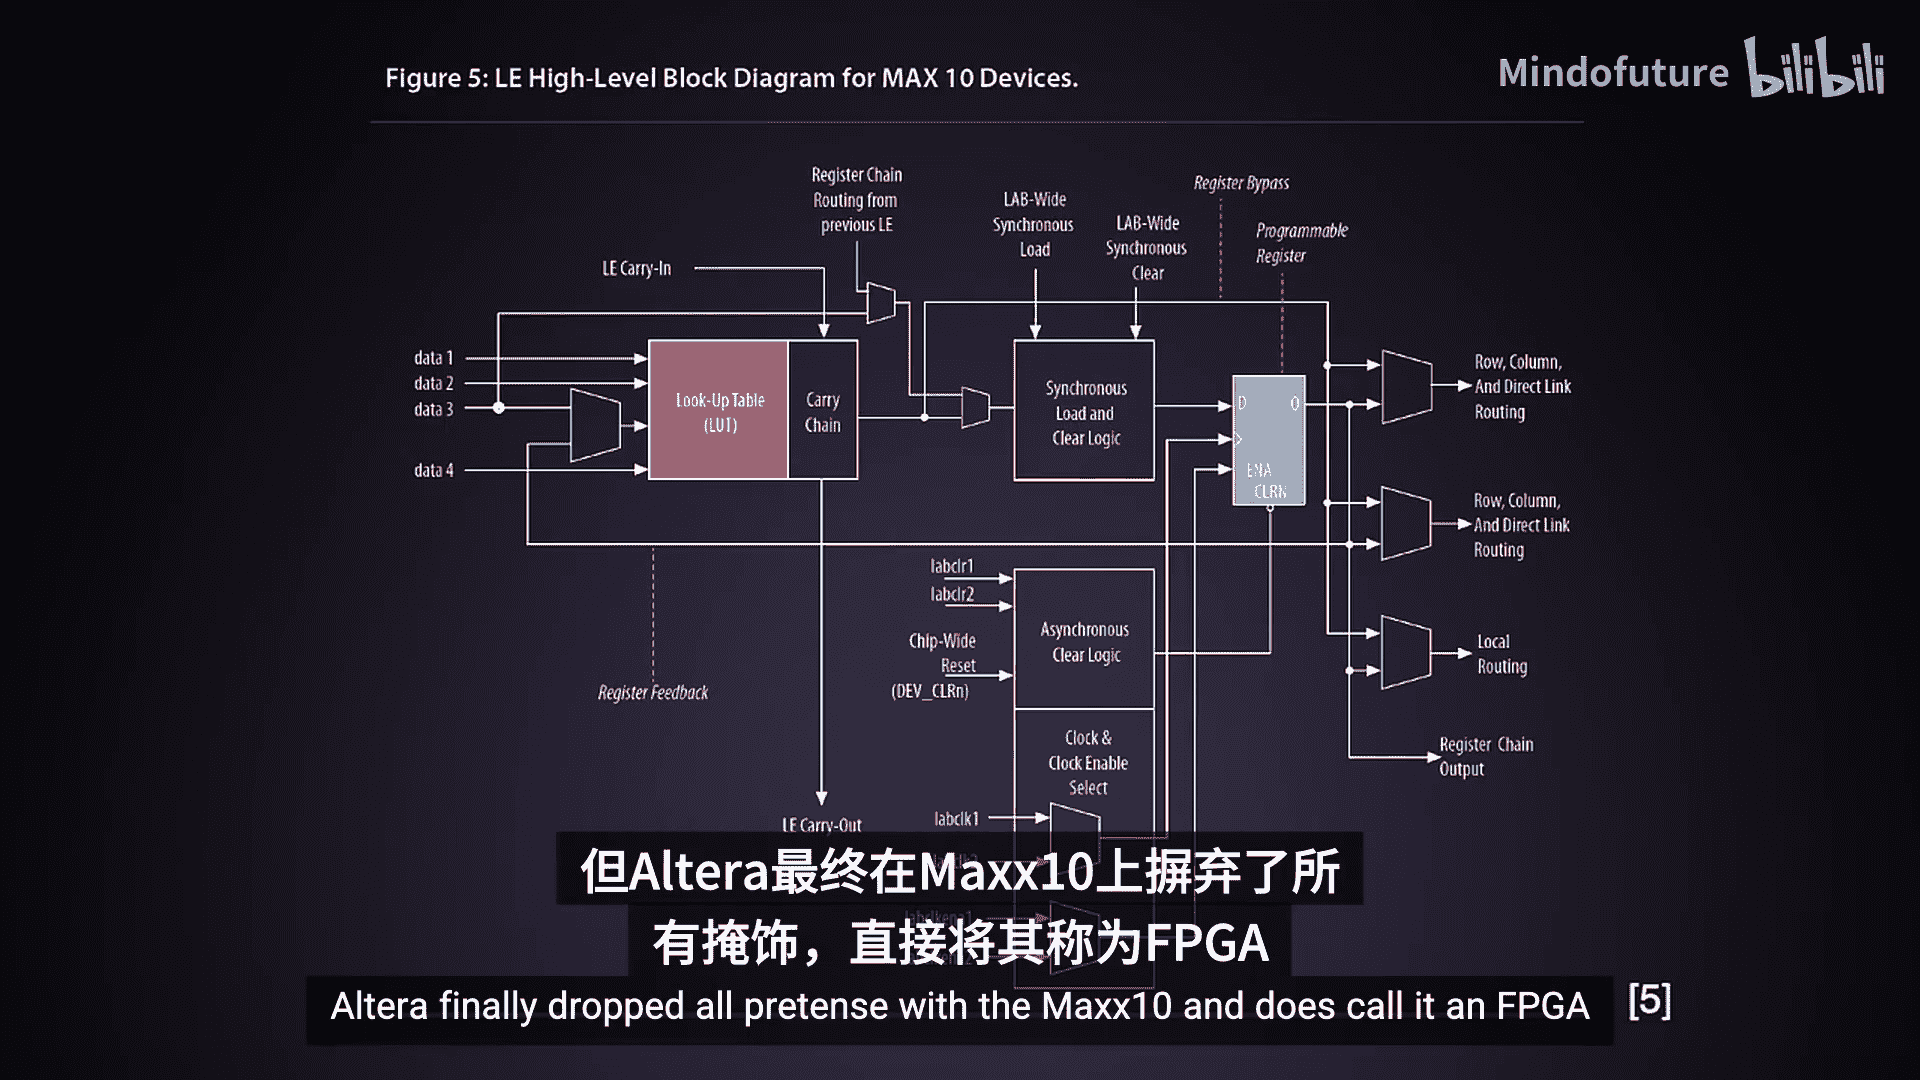 Figure 5: LE High-Level Block Diagram for MAX 10 Devices.
Mindofuture bilibili
Register Chain
Routing from
previous LE
LAB-Wide
Synchronous
Load
LAB-Wide
Synchronous
Clear
Register Bypass
Programmable
Register
LE Carry-In
data 1
data 2
data 3
data 4
Look-Up Table
(LUT)
Carry
Chain
Synchronous
Load and
Clear Logic
D
Q
ENA
CLRN
Row, Column,
And Direct Link
Routing
Row, Column,
And Direct Link
Routing
Local
Routing
Register Chain
Output
labclr1
labclr2
Chip-Wide
Reset
(DEV_CLRn)
Asynchronous
Clear Logic
Register Feedback
Clock &
Clock Enable
Select
labclk1
LE Carry-Out
labclkena1
但Altera最终在Maxx10上摒弃了所
有掩饰，直接将其称为FPGA
Altera finally dropped all pretense with the Maxx10 and does call it an FPGA
[5]